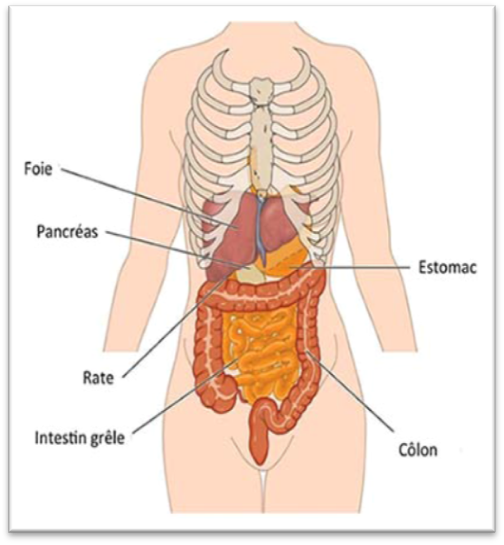 Foie
Pancréas
Estomac
Rate
Intestin grêle
Côlon